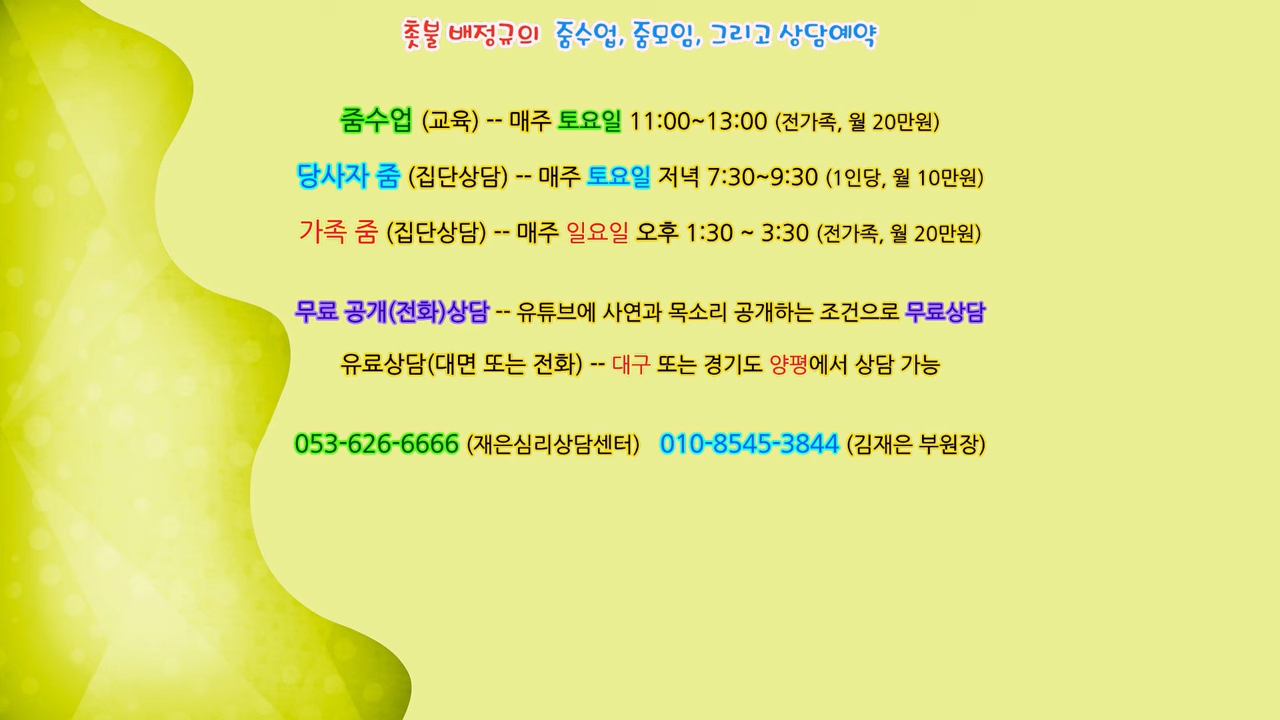 촛불 배정규의 줌수업, 줌모임, 그리고 상담예약
줌수업 (교육) -- 매주 토요일 11:00~13:00 (전가족, 월 20만원)
당사자 줌 (집단상담) -- 매주 토요일 저녁 7:30~9:30 (1인당, 월 10만원)
가족 줌 (집단상담) -- 매주 일요일 오후 1:30 ~ 3:30 (전가족, 월 20만원)
무료 공개(전화)상담 -- 유튜브에 사연과 목소리 공개하는 조건으로 무료상담
유료상담(대면 또는 전화) -- 대구 또는 경기도 양평에서 상담 가능
053-626-6666 (재은심리상담센터) 010-8545-3844 (김재은 부원장)